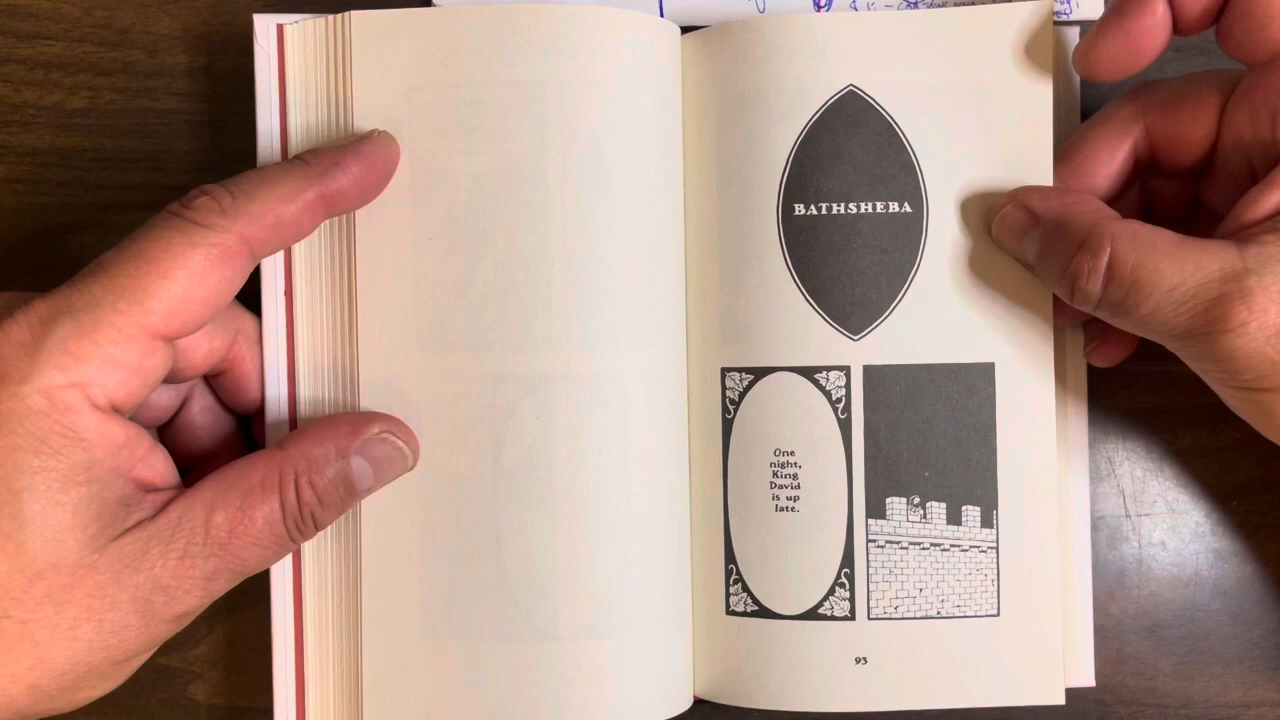 BATHSHEBA
One
night,
King
David
is up
late.
93